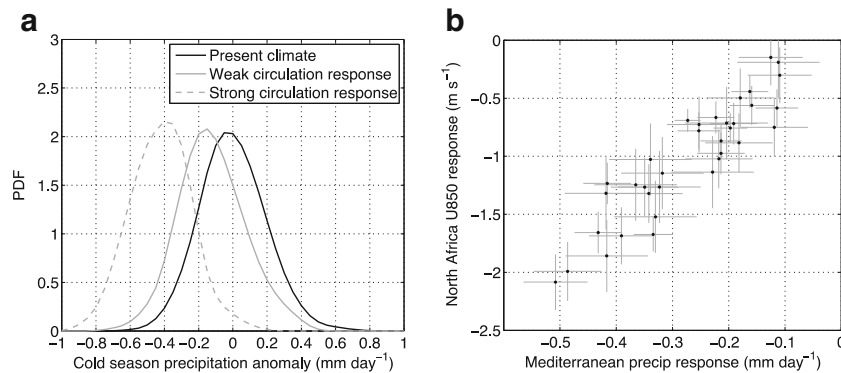 a
3
2.5
2
1.5
1
0.5
0
PDF
Present climate
Weak circulation response
Strong circulation response
-1 -0.8 -0.6 -0.4 -0.2 0 0.2 0.4 0.6 0.8 1
Cold season precipitation anomaly (mm day⁻¹)
b
0
-0.5
-1
-1.5
-2
-2.5
North Africa U850 response (m s⁻¹)
-0.5 -0.4 -0.3 -0.2 -0.1 0
Mediterranean precip response (mm day⁻¹)